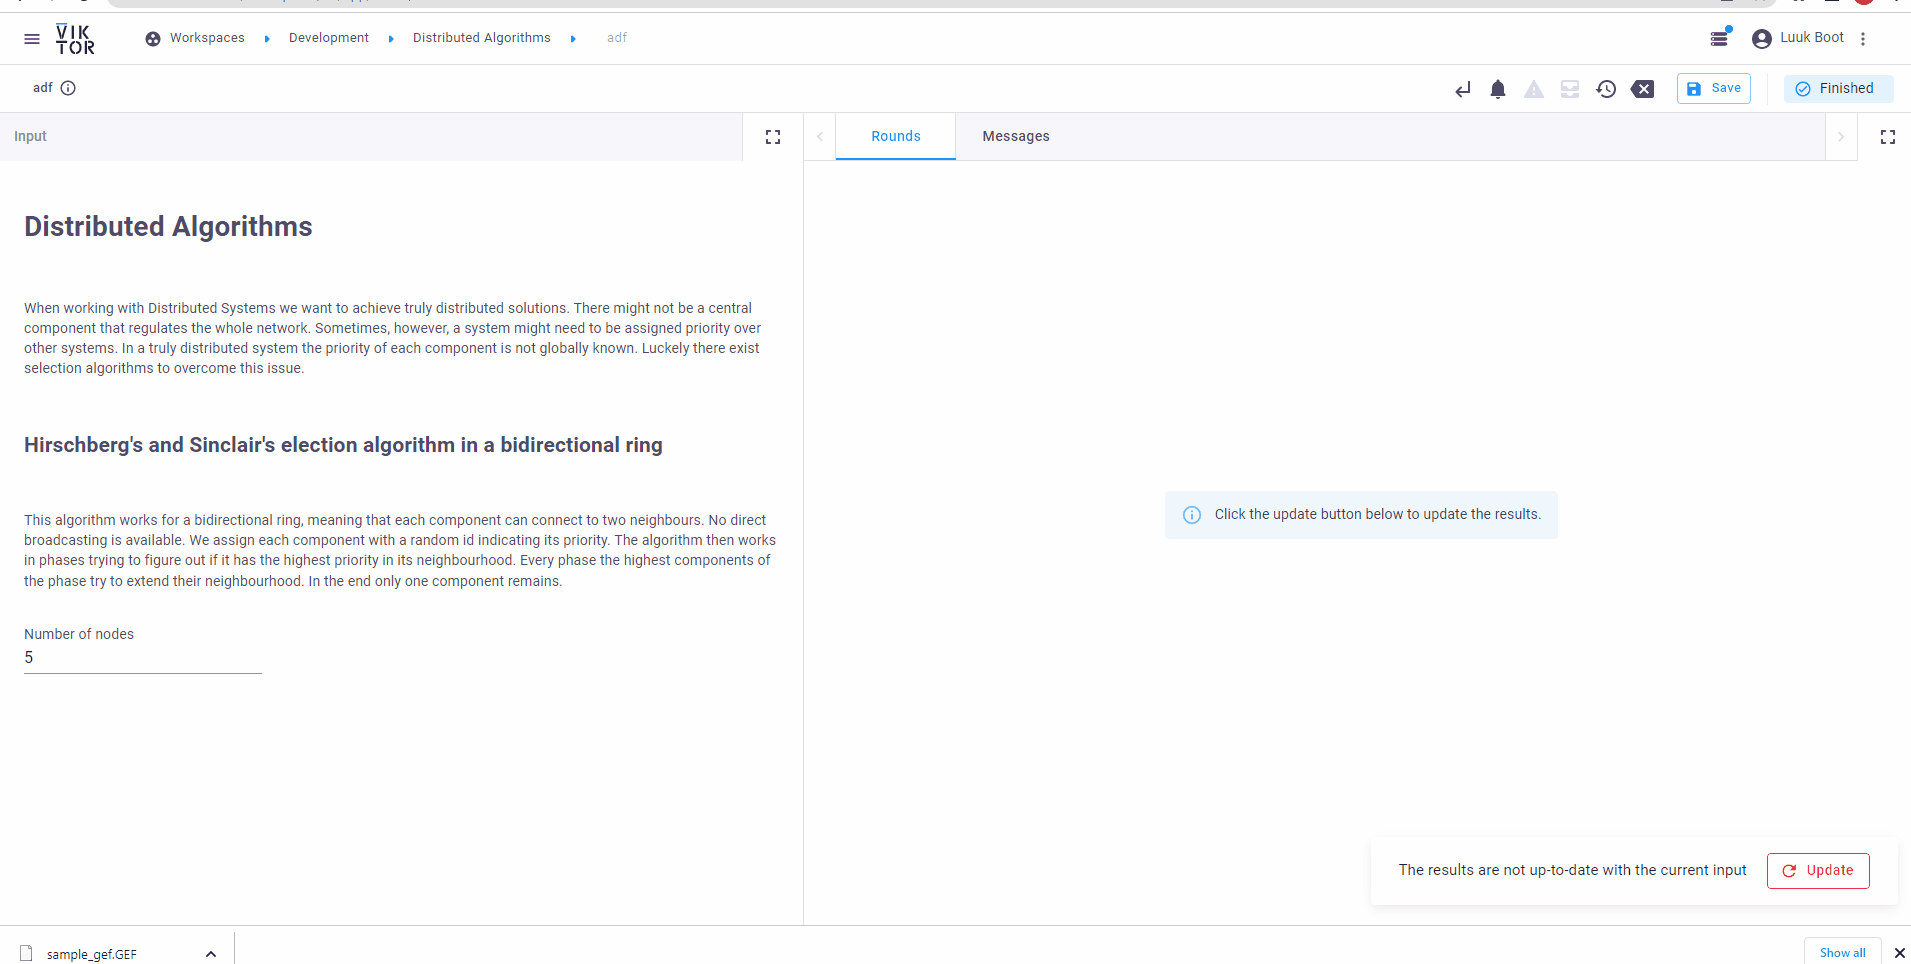 VIKTOR
Workspaces Development Distributed Algorithms adf
Luuk Boot
adf
Save
Finished
Input
Rounds
Messages
Distributed Algorithms
When working with Distributed Systems we want to achieve truly distributed solutions. There might not be a central
component that regulates the whole network. Sometimes, however, a system might need to be assigned priority over
other systems. In a truly distributed system the priority of each component is not globally known. Luckely there exist
selection algorithms to overcome this issue.
Hirschberg's and Sinclair's election algorithm in a bidirectional ring
This algorithm works for a bidirectional ring, meaning that each component can connect to two neighbours. No direct
broadcasting is available. We assign each component with a random id indicating its priority. The algorithm then works
in phases trying to figure out if it has the highest priority in its neighbourhood. Every phase the highest components of
the phase try to extend their neighbourhood. In the end only one component remains.
Number of nodes
5
Click the update button below to update the results.
The results are not up-to-date with the current input
Update
sample_gef.GEF
Show all